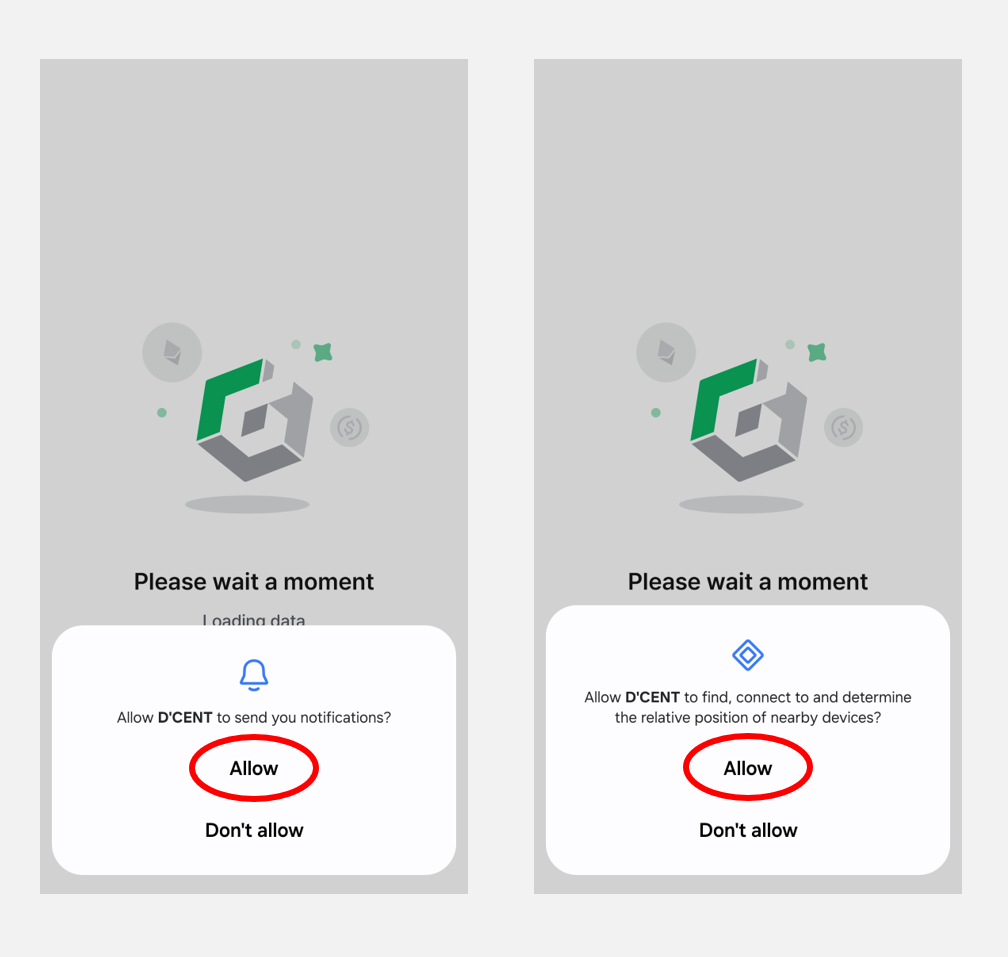 Please wait a moment
Loading data
Allow D'CENT to send you notifications?
Allow
Don't allow
Please wait a moment
Allow D'CENT to find, connect to and determine
the relative position of nearby devices?
Allow
Don't allow